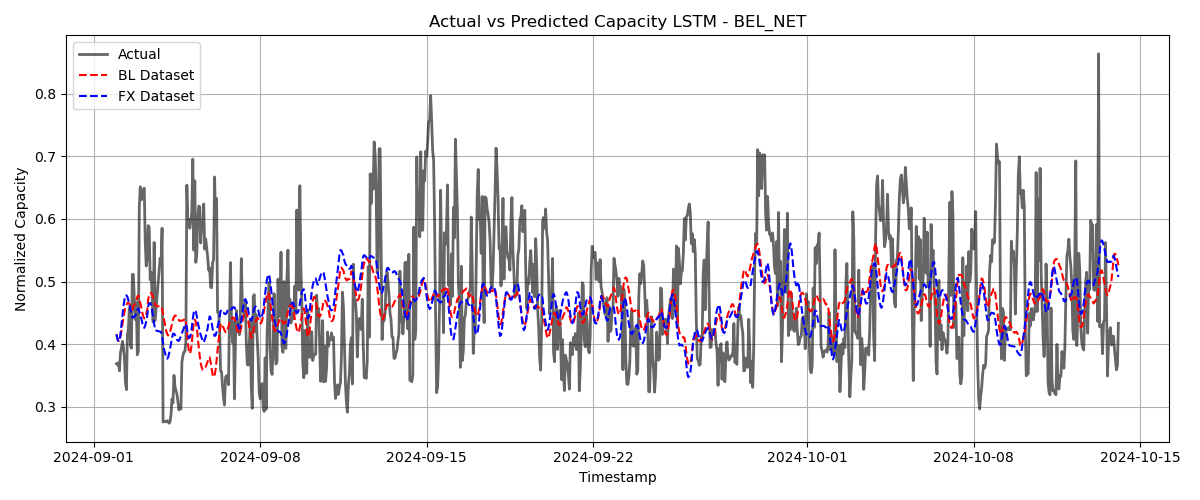 Actual vs Predicted Capacity LSTM - BEL_NET
Actual
BL Dataset
FX Dataset
Normalized Capacity
0.8
0.7
0.6
0.5
0.4
0.3
2024-09-01 2024-09-08 2024-09-15 2024-09-22 2024-10-01 2024-10-08 2024-10-15
Timestamp